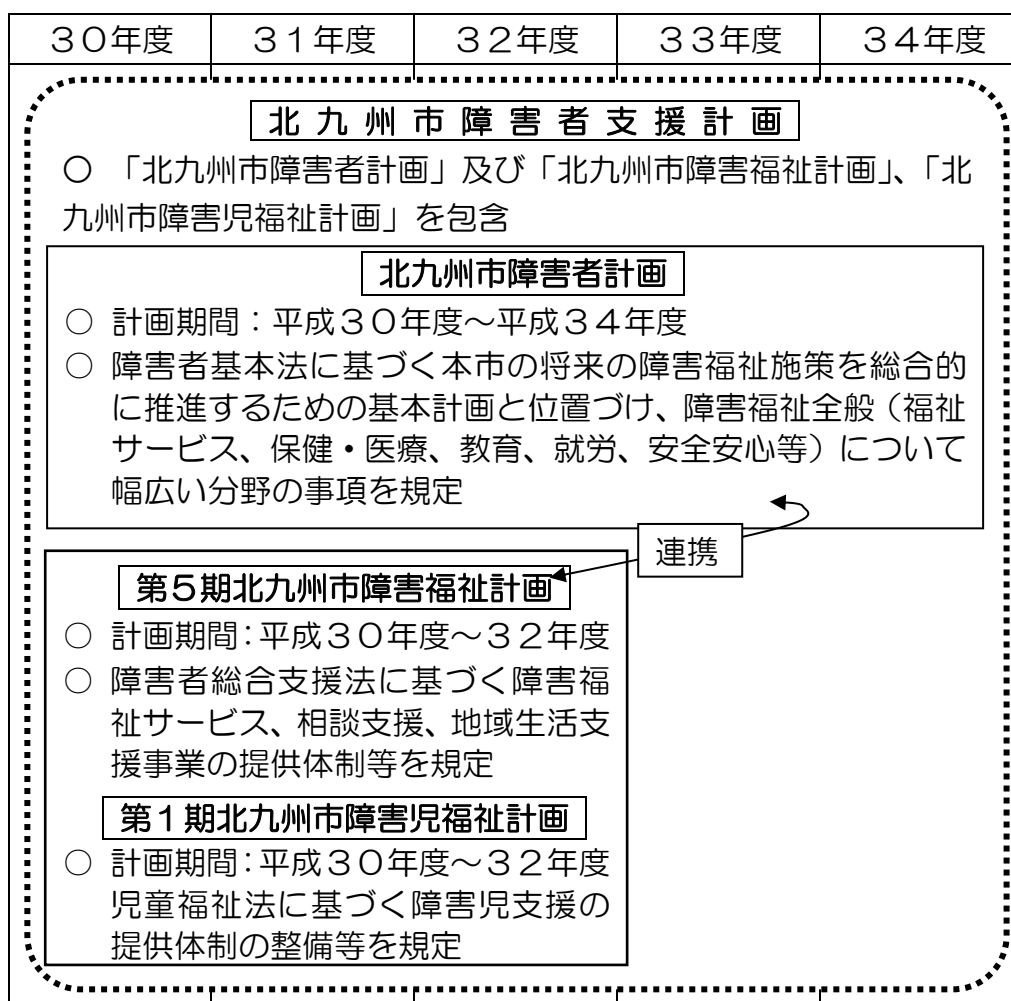 ３０年度 ３１年度 ３２年度 ３３年度 ３４年度
北九州市障害者支援計画
○ 「北九州市障害者計画」及び「北九州市障害福祉計画」、「北
九州市障害児福祉計画」を包含
北九州市障害者計画
○ 計画期間：平成３０年度～平成３４年度
○ 障害者基本法に基づく本市の将来の障害福祉施策を総合的
に推進するための基本計画と位置づけ、障害福祉全般（福祉
サービス、保健・医療、教育、就労、安全安心等）について
幅広い分野の事項を規定
連携
第５期北九州市障害福祉計画
○ 計画期間：平成３０年度～３２年度
○ 障害者総合支援法に基づく障害福
祉サービス、相談支援、地域生活支
援事業の提供体制等を規定
第１期北九州市障害児福祉計画
○ 計画期間：平成３０年度～３２年度
児童福祉法に基づく障害児支援の
提供体制の整備等を規定